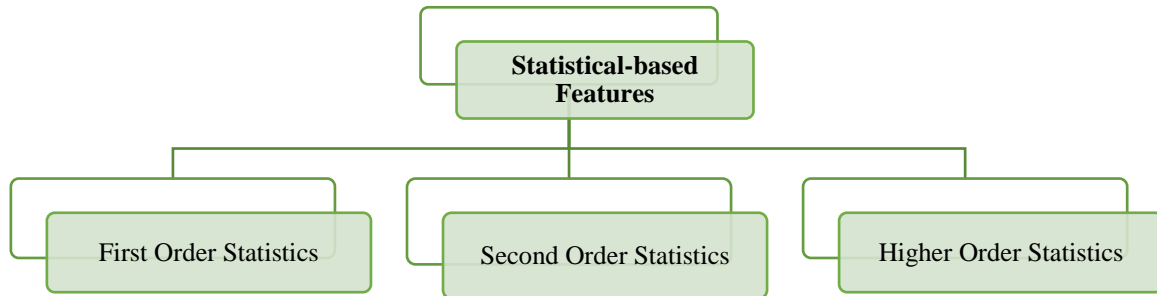 Statistical-based
Features
First Order Statistics
Second Order Statistics
Higher Order Statistics